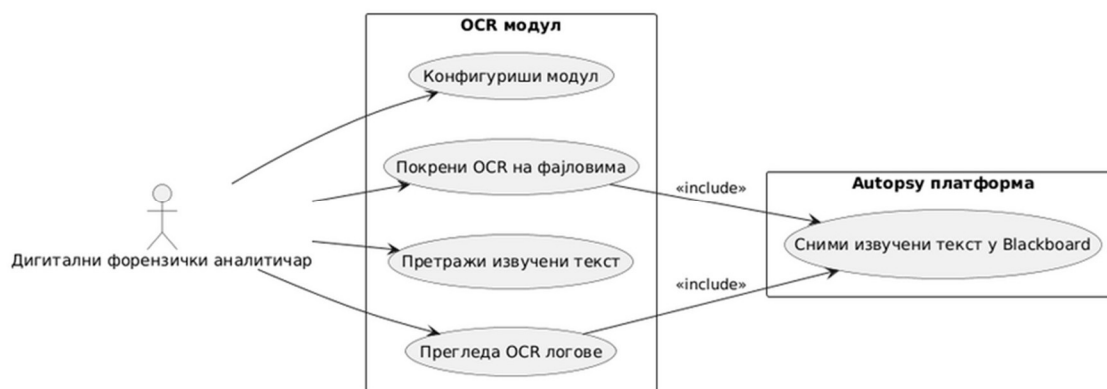 OCR модул
Конфигуриши модул
Покрени OCR на фајловима
«include»
Autopsy платформа
Сними извучени текст у Blackboard
Дигитални форензички аналитичар
Претражи извучени текст
«include»
Прегледа OCR логове